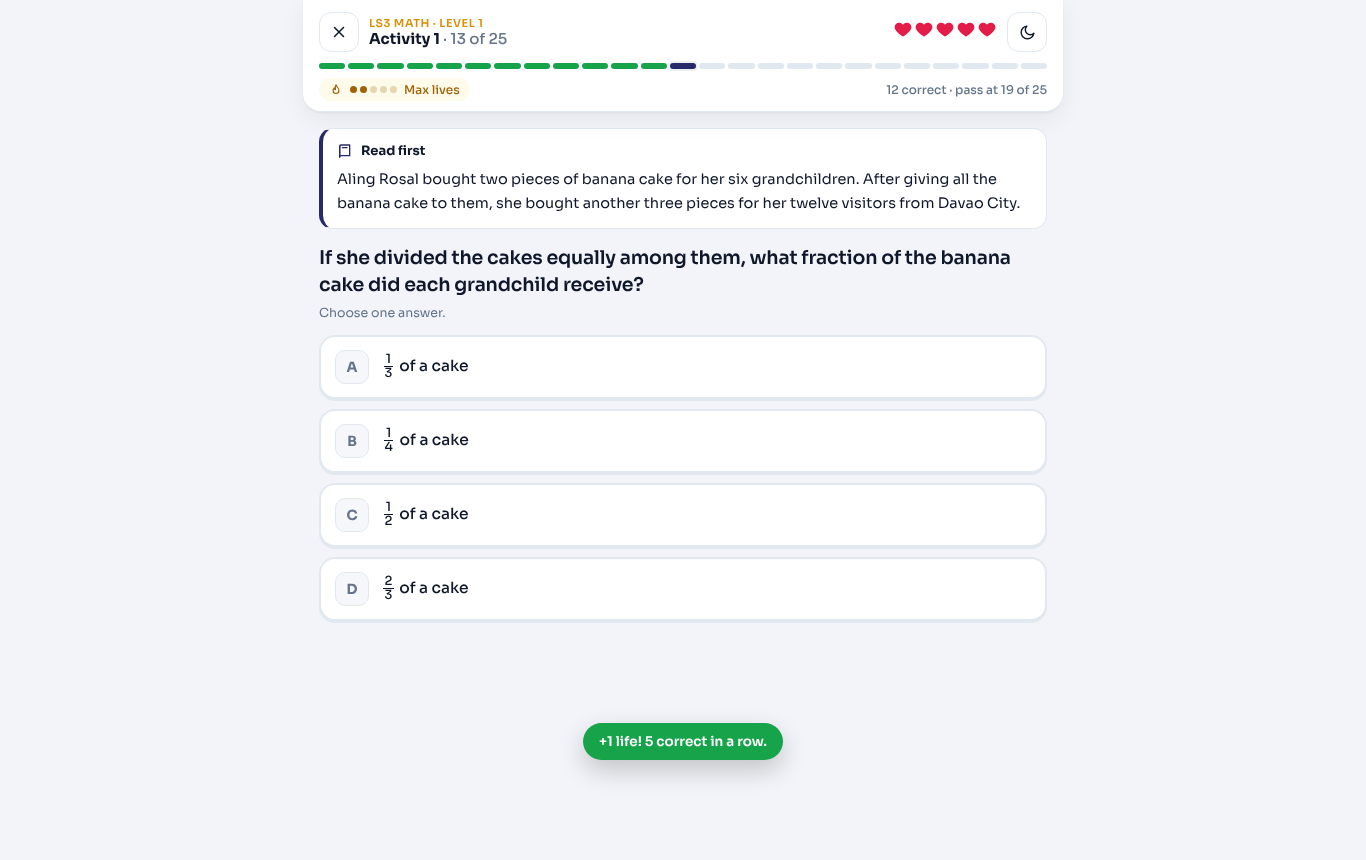 LS3 MATH · LEVEL 1
Activity 1 · 13 of 25
Max lives
12 correct · pass at 19 of 25
Read first
Aling Rosal bought two pieces of banana cake for her six grandchildren. After giving all the
banana cake to them, she bought another three pieces for her twelve visitors from Davao City.
If she divided the cakes equally among them, what fraction of the banana
cake did each grandchild receive?
Choose one answer.
A 1/3 of a cake
B 1/4 of a cake
C 1/2 of a cake
D 2/3 of a cake
+1 life! 5 correct in a row.